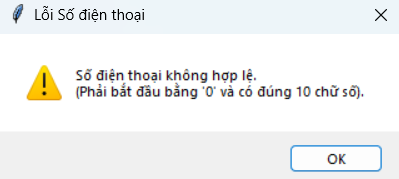 Lỗi Số điện thoại
Số điện thoại không hợp lệ.
(Phải bắt đầu bằng '0' và có đúng 10 chữ số).
OK